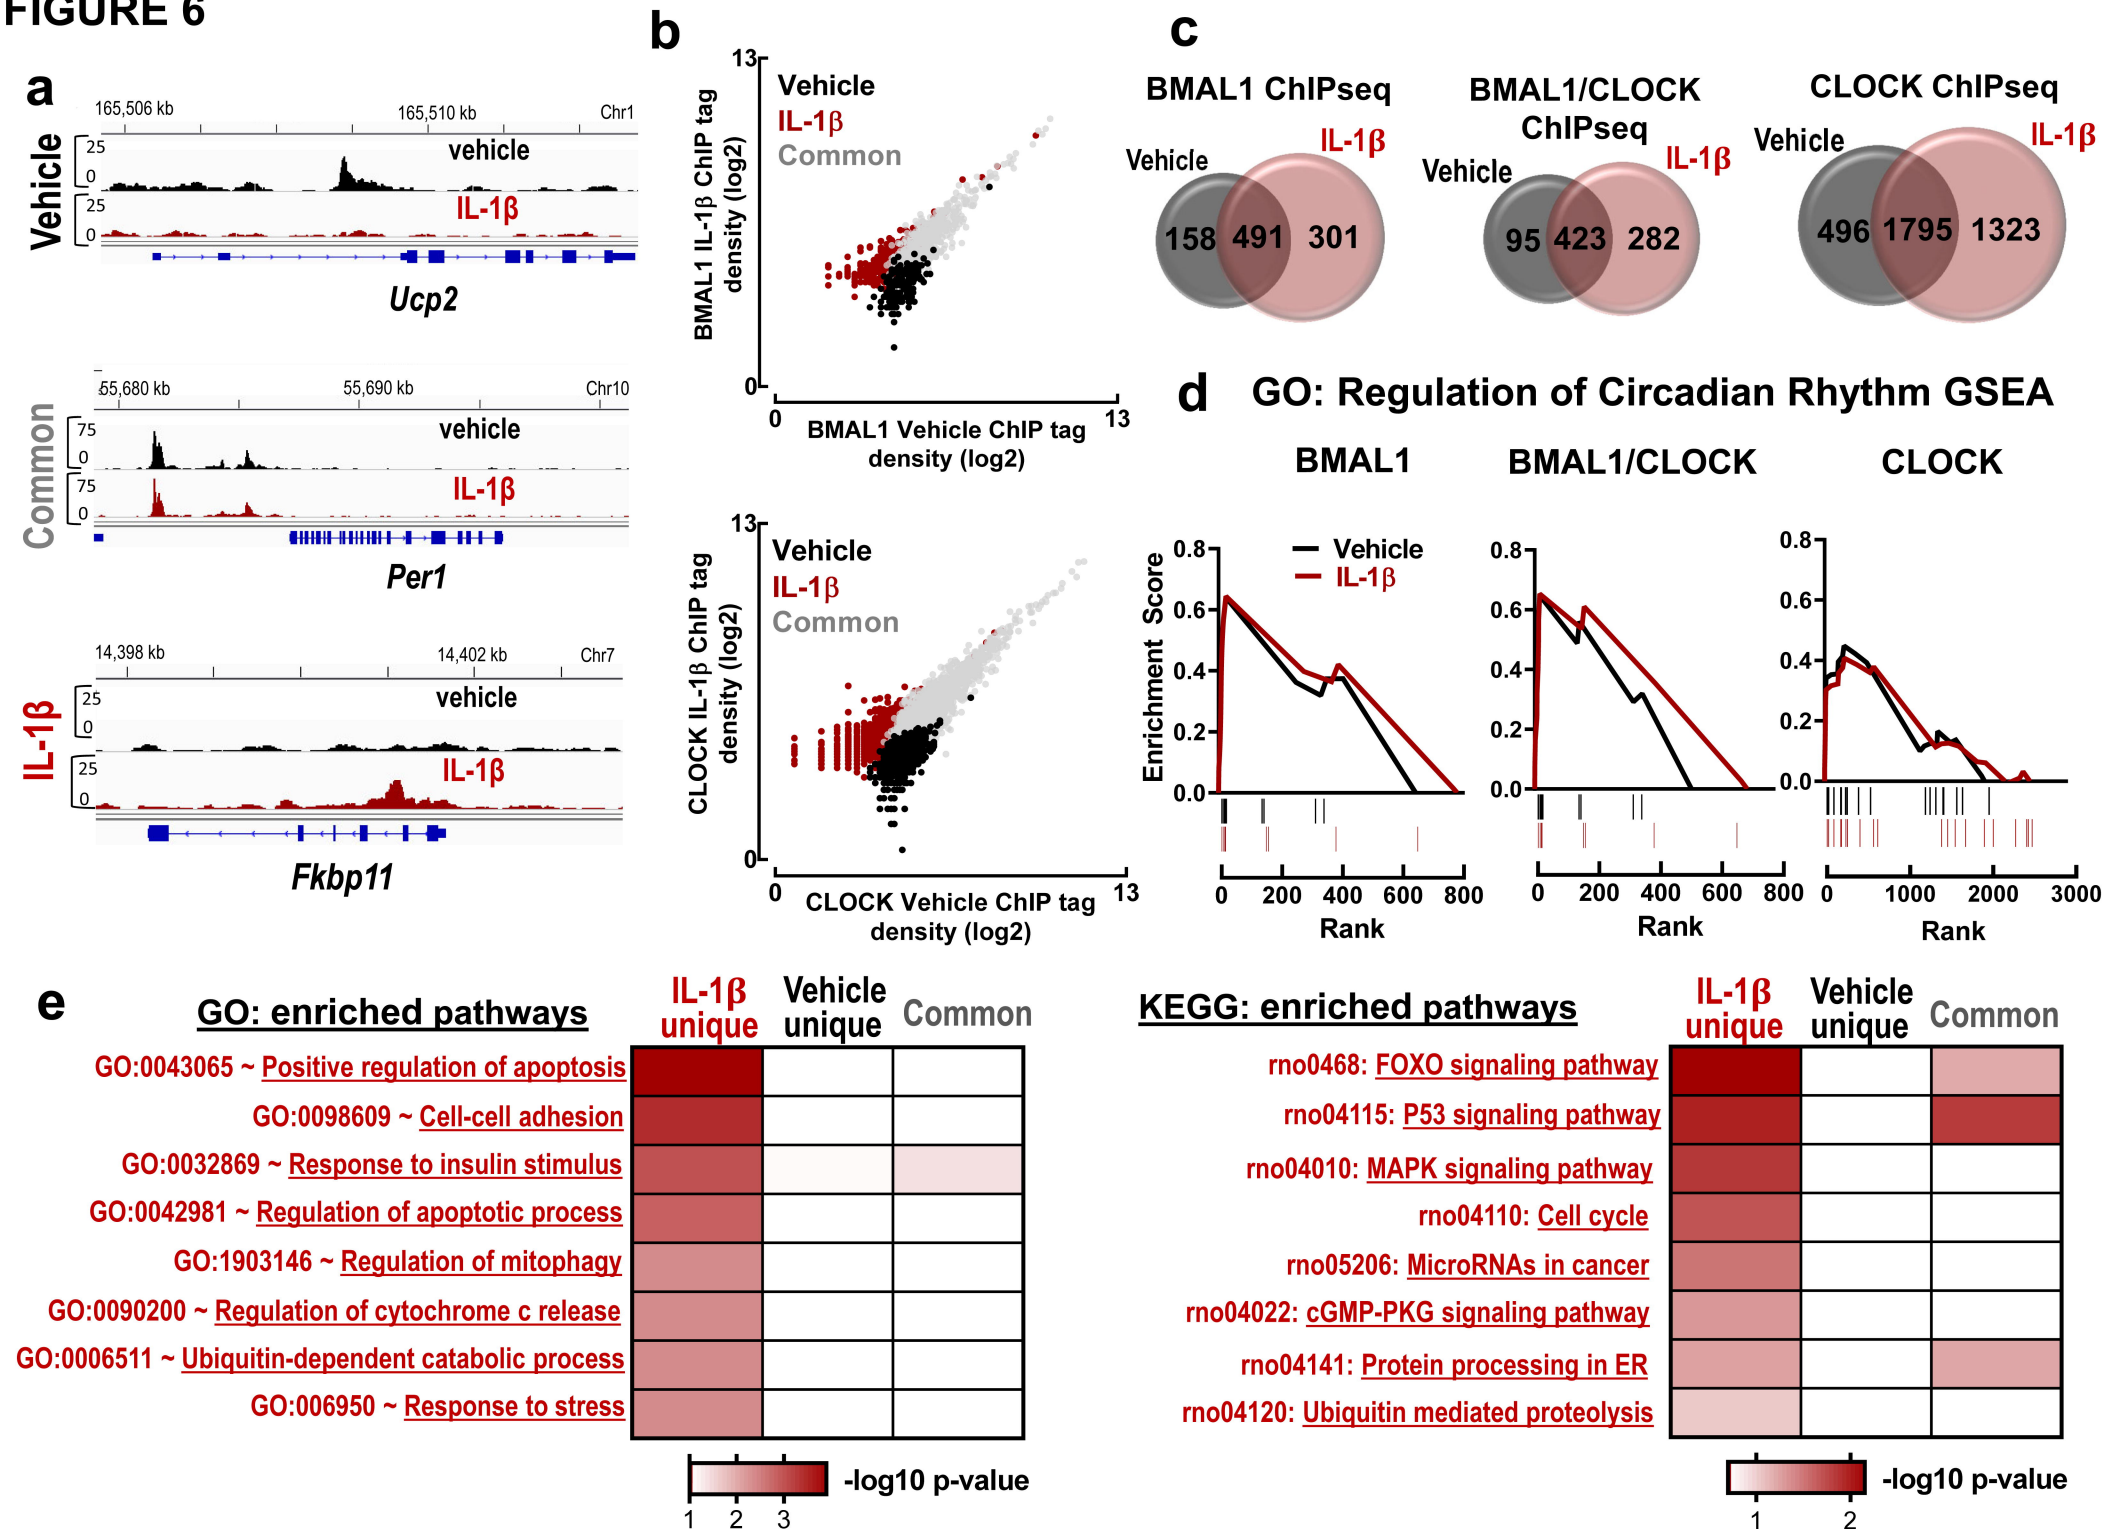 FIGURE 6
a
165,506 kb 165,510 kb Chr1
Vehicle
25
0
vehicle
25
0
IL-1β
Ucp2
55,680 kb 55,690 kb Chr10
Common
75
0
vehicle
75
0
IL-1β
Per1
14,398 kb 14,402 kb Chr7
IL-1β
25
0
vehicle
25
0
IL-1β
Fkbp11
b
13
Vehicle
IL-1β
Common
BMAL1 IL-1β ChIP tag
density (log2)
0
0 13
BMAL1 Vehicle ChIP tag
density (log2)
13
Vehicle
IL-1β
Common
CLOCK IL-1β ChIP tag
density (log2)
0
0 13
CLOCK Vehicle ChIP tag
density (log2)
c
BMAL1 ChIPseq
Vehicle
IL-1β
158 491 301
BMAL1/CLOCK
ChIPseq
Vehicle
IL-1β
95 423 282
CLOCK ChIPseq
Vehicle
IL-1β
496 1795 1323
d
GO: Regulation of Circadian Rhythm GSEA
BMAL1
Enrichment Score
0.8
0.6
0.4
0.2
0.0
Vehicle
IL-1β
0 200 400 600 800
Rank
BMAL1/CLOCK
0.8
0.6
0.4
0.2
0.0
0 200 400 600 800
Rank
CLOCK
0.8
0.6
0.4
0.2
0.0
0 1000 2000 3000
Rank
e
GO: enriched pathways
IL-1β
unique
Vehicle
unique
Common
GO:0043065 ~ Positive regulation of apoptosis
GO:0098609 ~ Cell-cell adhesion
GO:0032869 ~ Response to insulin stimulus
GO:0042981 ~ Regulation of apoptotic process
GO:1903146 ~ Regulation of mitophagy
GO:0090200 ~ Regulation of cytochrome c release
GO:0006511 ~ Ubiquitin-dependent catabolic process
GO:006950 ~ Response to stress
-log10 p-value
1 2 3
KEGG: enriched pathways
IL-1β
unique
Vehicle
unique
Common
rno0468: FOXO signaling pathway
rno04115: P53 signaling pathway
rno04010: MAPK signaling pathway
rno04110: Cell cycle
rno05206: MicroRNAs in cancer
rno04022: cGMP-PKG signaling pathway
rno04141: Protein processing in ER
rno04120: Ubiquitin mediated proteolysis
-log10 p-value
1 2